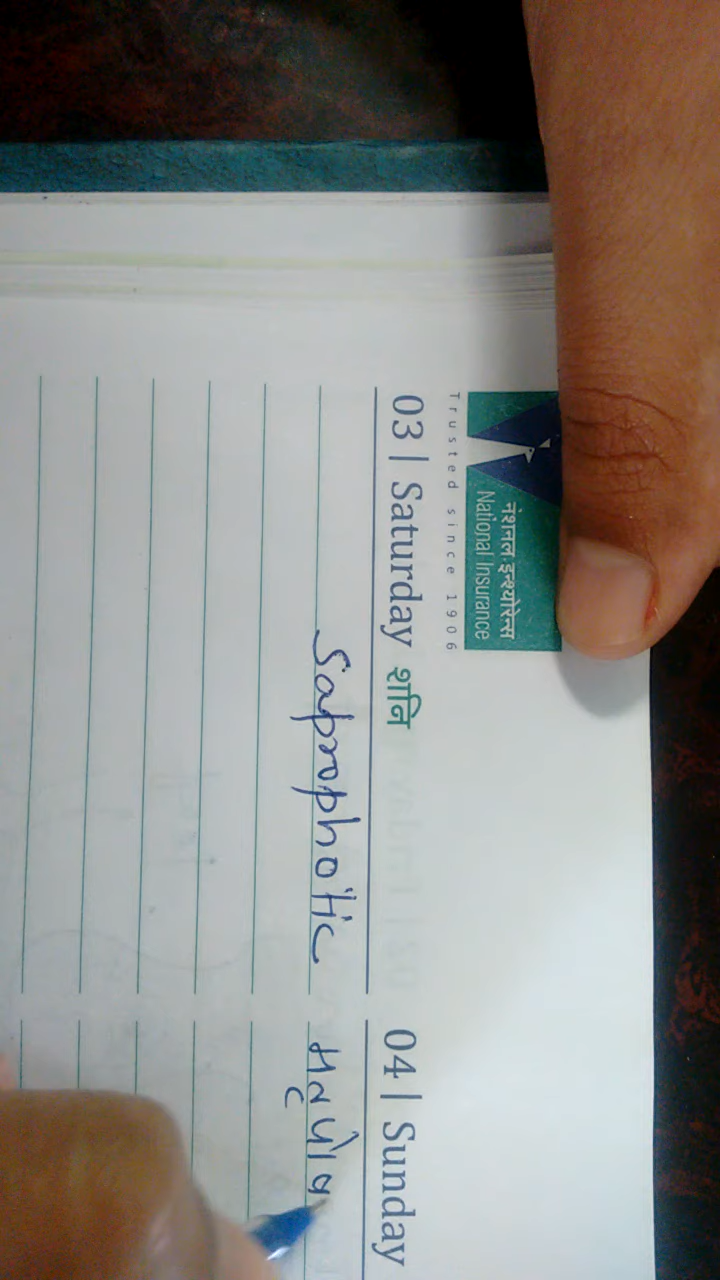 नेशनल इन्श्योरेन्स
National Insurance
Trusted since 1906
03 | Saturday शनि
04 | Sunday
Saprophotic